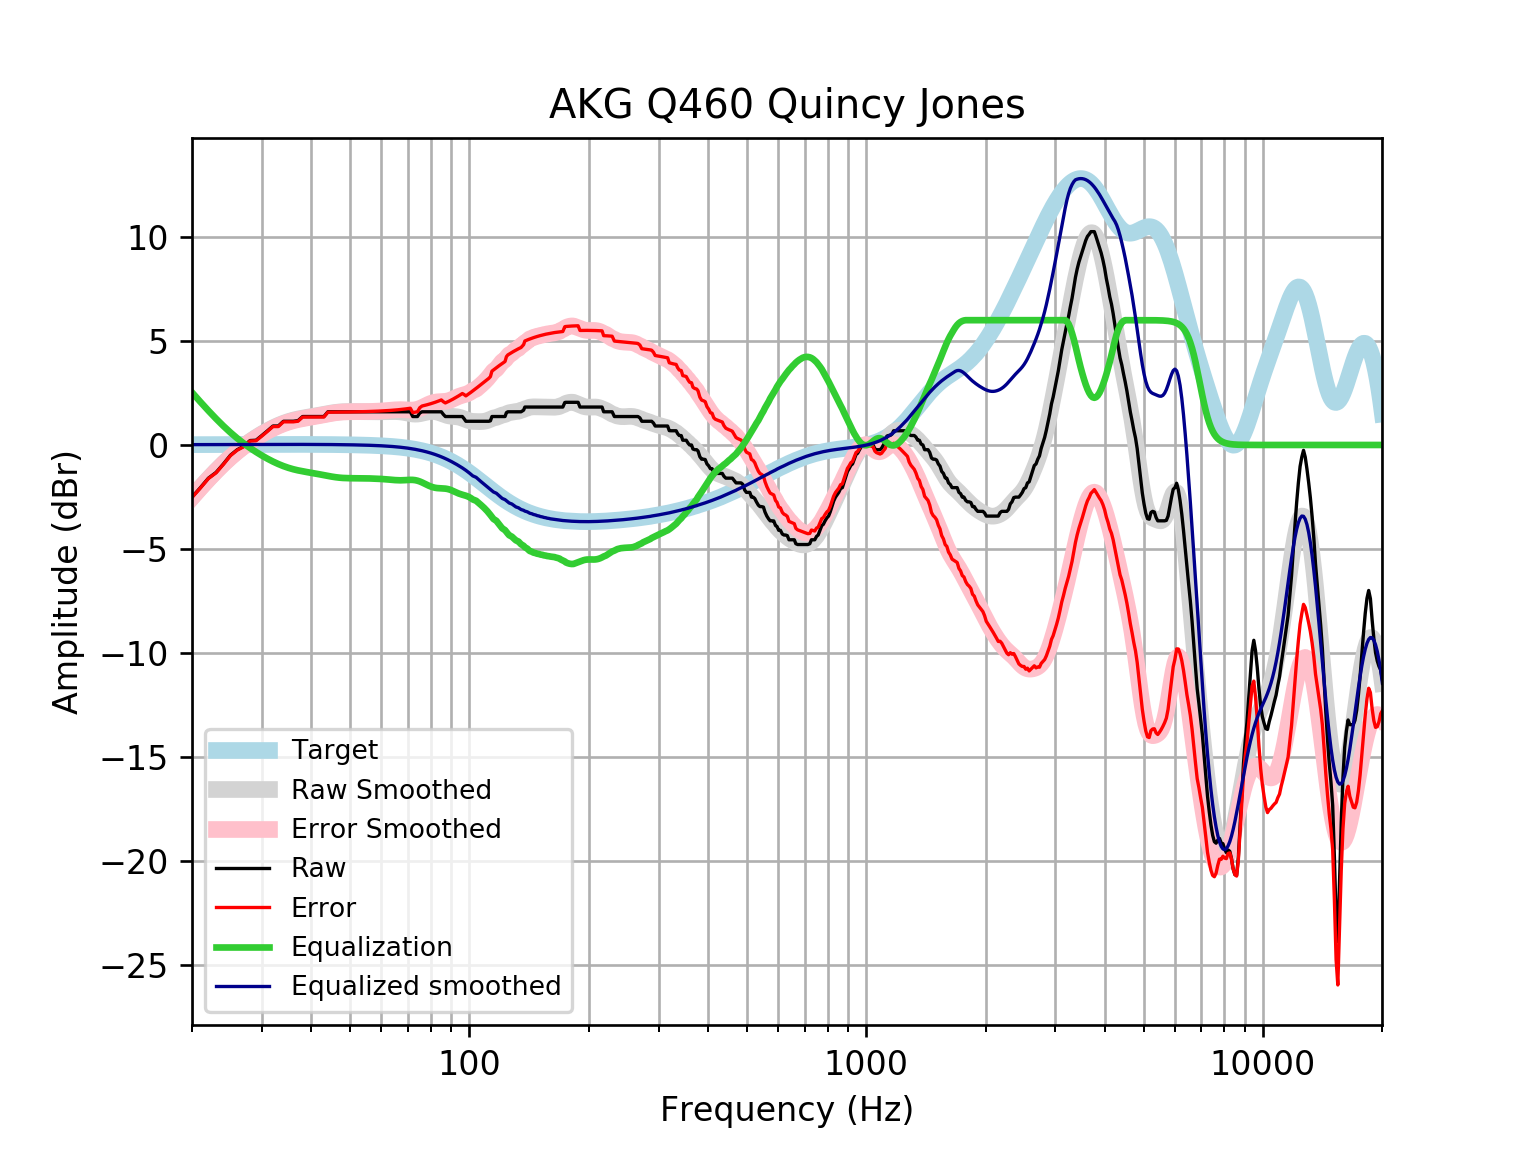 AKG Q460 Quincy Jones
10
5
0
−5
−10
−15
−20
−25
Amplitude (dBr)
Target
Raw Smoothed
Error Smoothed
Raw
Error
Equalization
Equalized smoothed
100 1000 10000
Frequency (Hz)